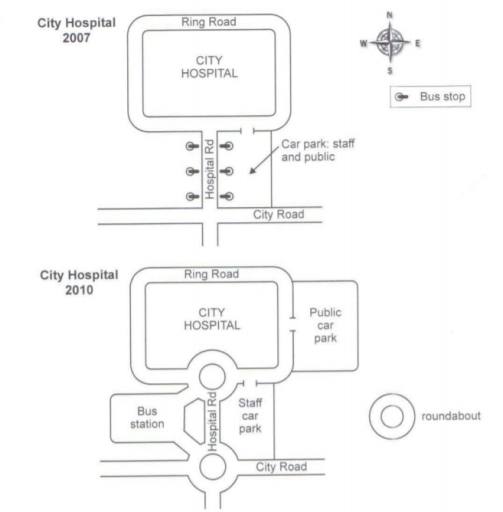 City Hospital
2007
Ring Road
CITY
HOSPITAL
N
W
E
S
Bus stop
Hospital Rd
Car park: staff
and public
City Road
City Hospital
2010
Ring Road
CITY
HOSPITAL
Public
car
park
Bus
station
Hospital Rd
Staff
car
park
roundabout
City Road